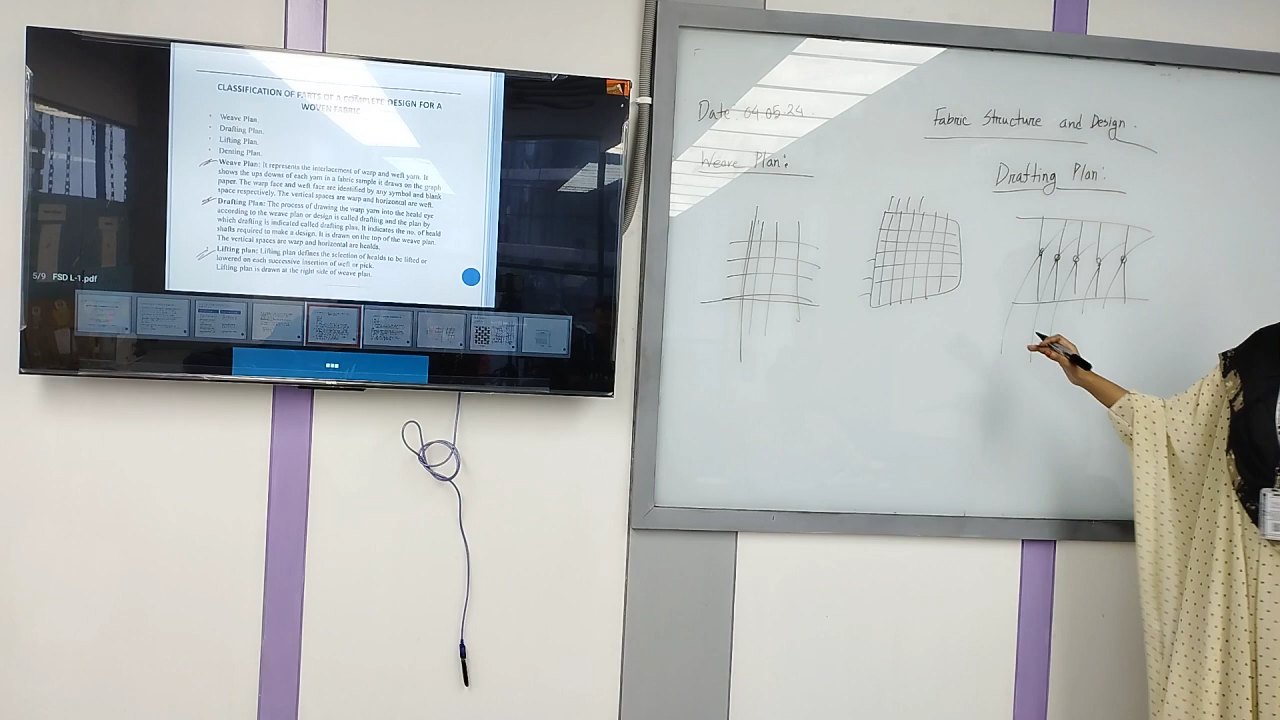 CLASSIFICATION OF PARTS OF A COMPLETE DESIGN FOR A
WOVEN FABRIC
Weave Plan.
Drafting Plan.
Lifting Plan.
Denting Plan.
Weave Plan: It represents the interlacement of warp and weft yarn. It
shows the ups downs of each yarn in a fabric sample it draws on the graph
paper. The warp face and weft face are identified by any symbol and blank
space respectively. The vertical spaces are warp and horizontal are weft.
Drafting Plan: The process of drawing the warp yarn into the heald eye
according to the weave plan or design is called drafting and the plan by
which drafting is indicated called drafting plan. It indicates the no. of heald
shafts required to make a design. It is drawn on the top of the weave plan.
The vertical spaces are warp and horizontal are healds.
Lifting plan: Lifting plan defines the selection of healds to be lifted or
lowered on each successive insertion of weft or pick.
Lifting plan is drawn at the right side of weave plan.
5/9 FSD L-1.pdf
Date: 04.05.24
Fabric Structure and Design.
Weave Plan:
Drafting Plan: